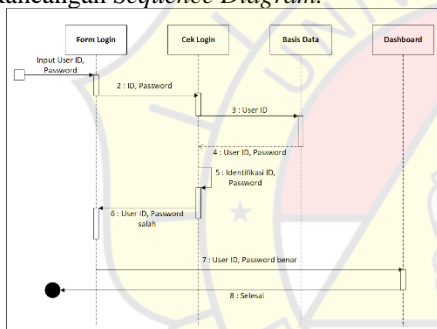 rancangan Sequence Diagram.
Form Login
Cek Login
Basis Data
Dashboard
Input User ID,
Password
2 : ID, Password
3 : User ID
4 : User ID, Password
5 : Identifikasi ID,
Password
6 : User ID, Password
salah
7 : User ID, Password benar
8 : Selesai